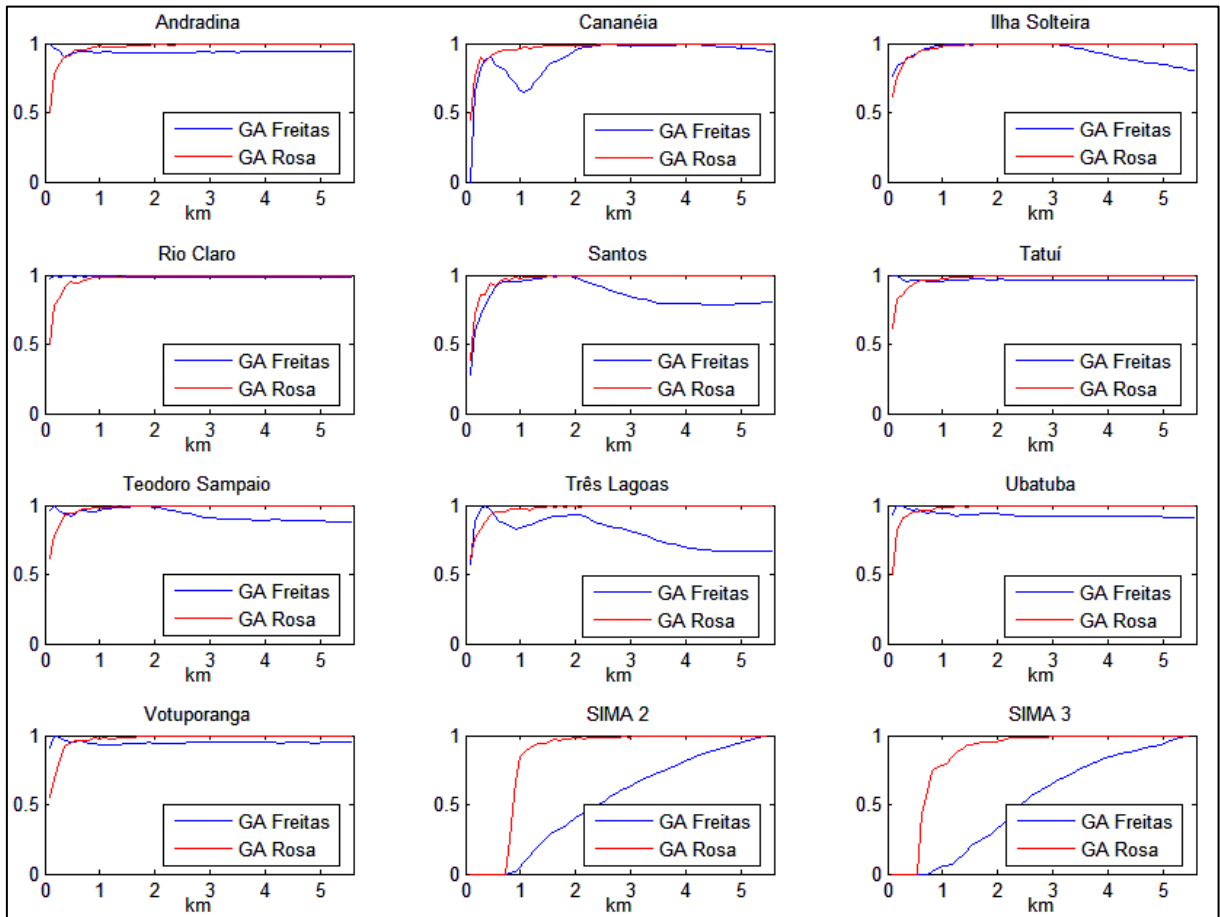 Andradina
1
0.5
0
GA Freitas
GA Rosa
0 1 2 3 4 5
km
Cananéia
1
0.5
0
GA Freitas
GA Rosa
0 1 2 3 4 5
km
Ilha Solteira
1
0.5
0
GA Freitas
GA Rosa
0 1 2 3 4 5
km
Rio Claro
1
0.5
0
GA Freitas
GA Rosa
0 1 2 3 4 5
km
Santos
1
0.5
0
GA Freitas
GA Rosa
0 1 2 3 4 5
km
Tatuí
1
0.5
0
GA Freitas
GA Rosa
0 1 2 3 4 5
km
Teodoro Sampaio
1
0.5
0
GA Freitas
GA Rosa
0 1 2 3 4 5
km
Três Lagoas
1
0.5
0
GA Freitas
GA Rosa
0 1 2 3 4 5
km
Ubatuba
1
0.5
0
GA Freitas
GA Rosa
0 1 2 3 4 5
km
Votuporanga
1
0.5
0
GA Freitas
GA Rosa
0 1 2 3 4 5
km
SIMA 2
1
0.5
0
GA Freitas
GA Rosa
0 1 2 3 4 5
km
SIMA 3
1
0.5
0
GA Freitas
GA Rosa
0 1 2 3 4 5
km